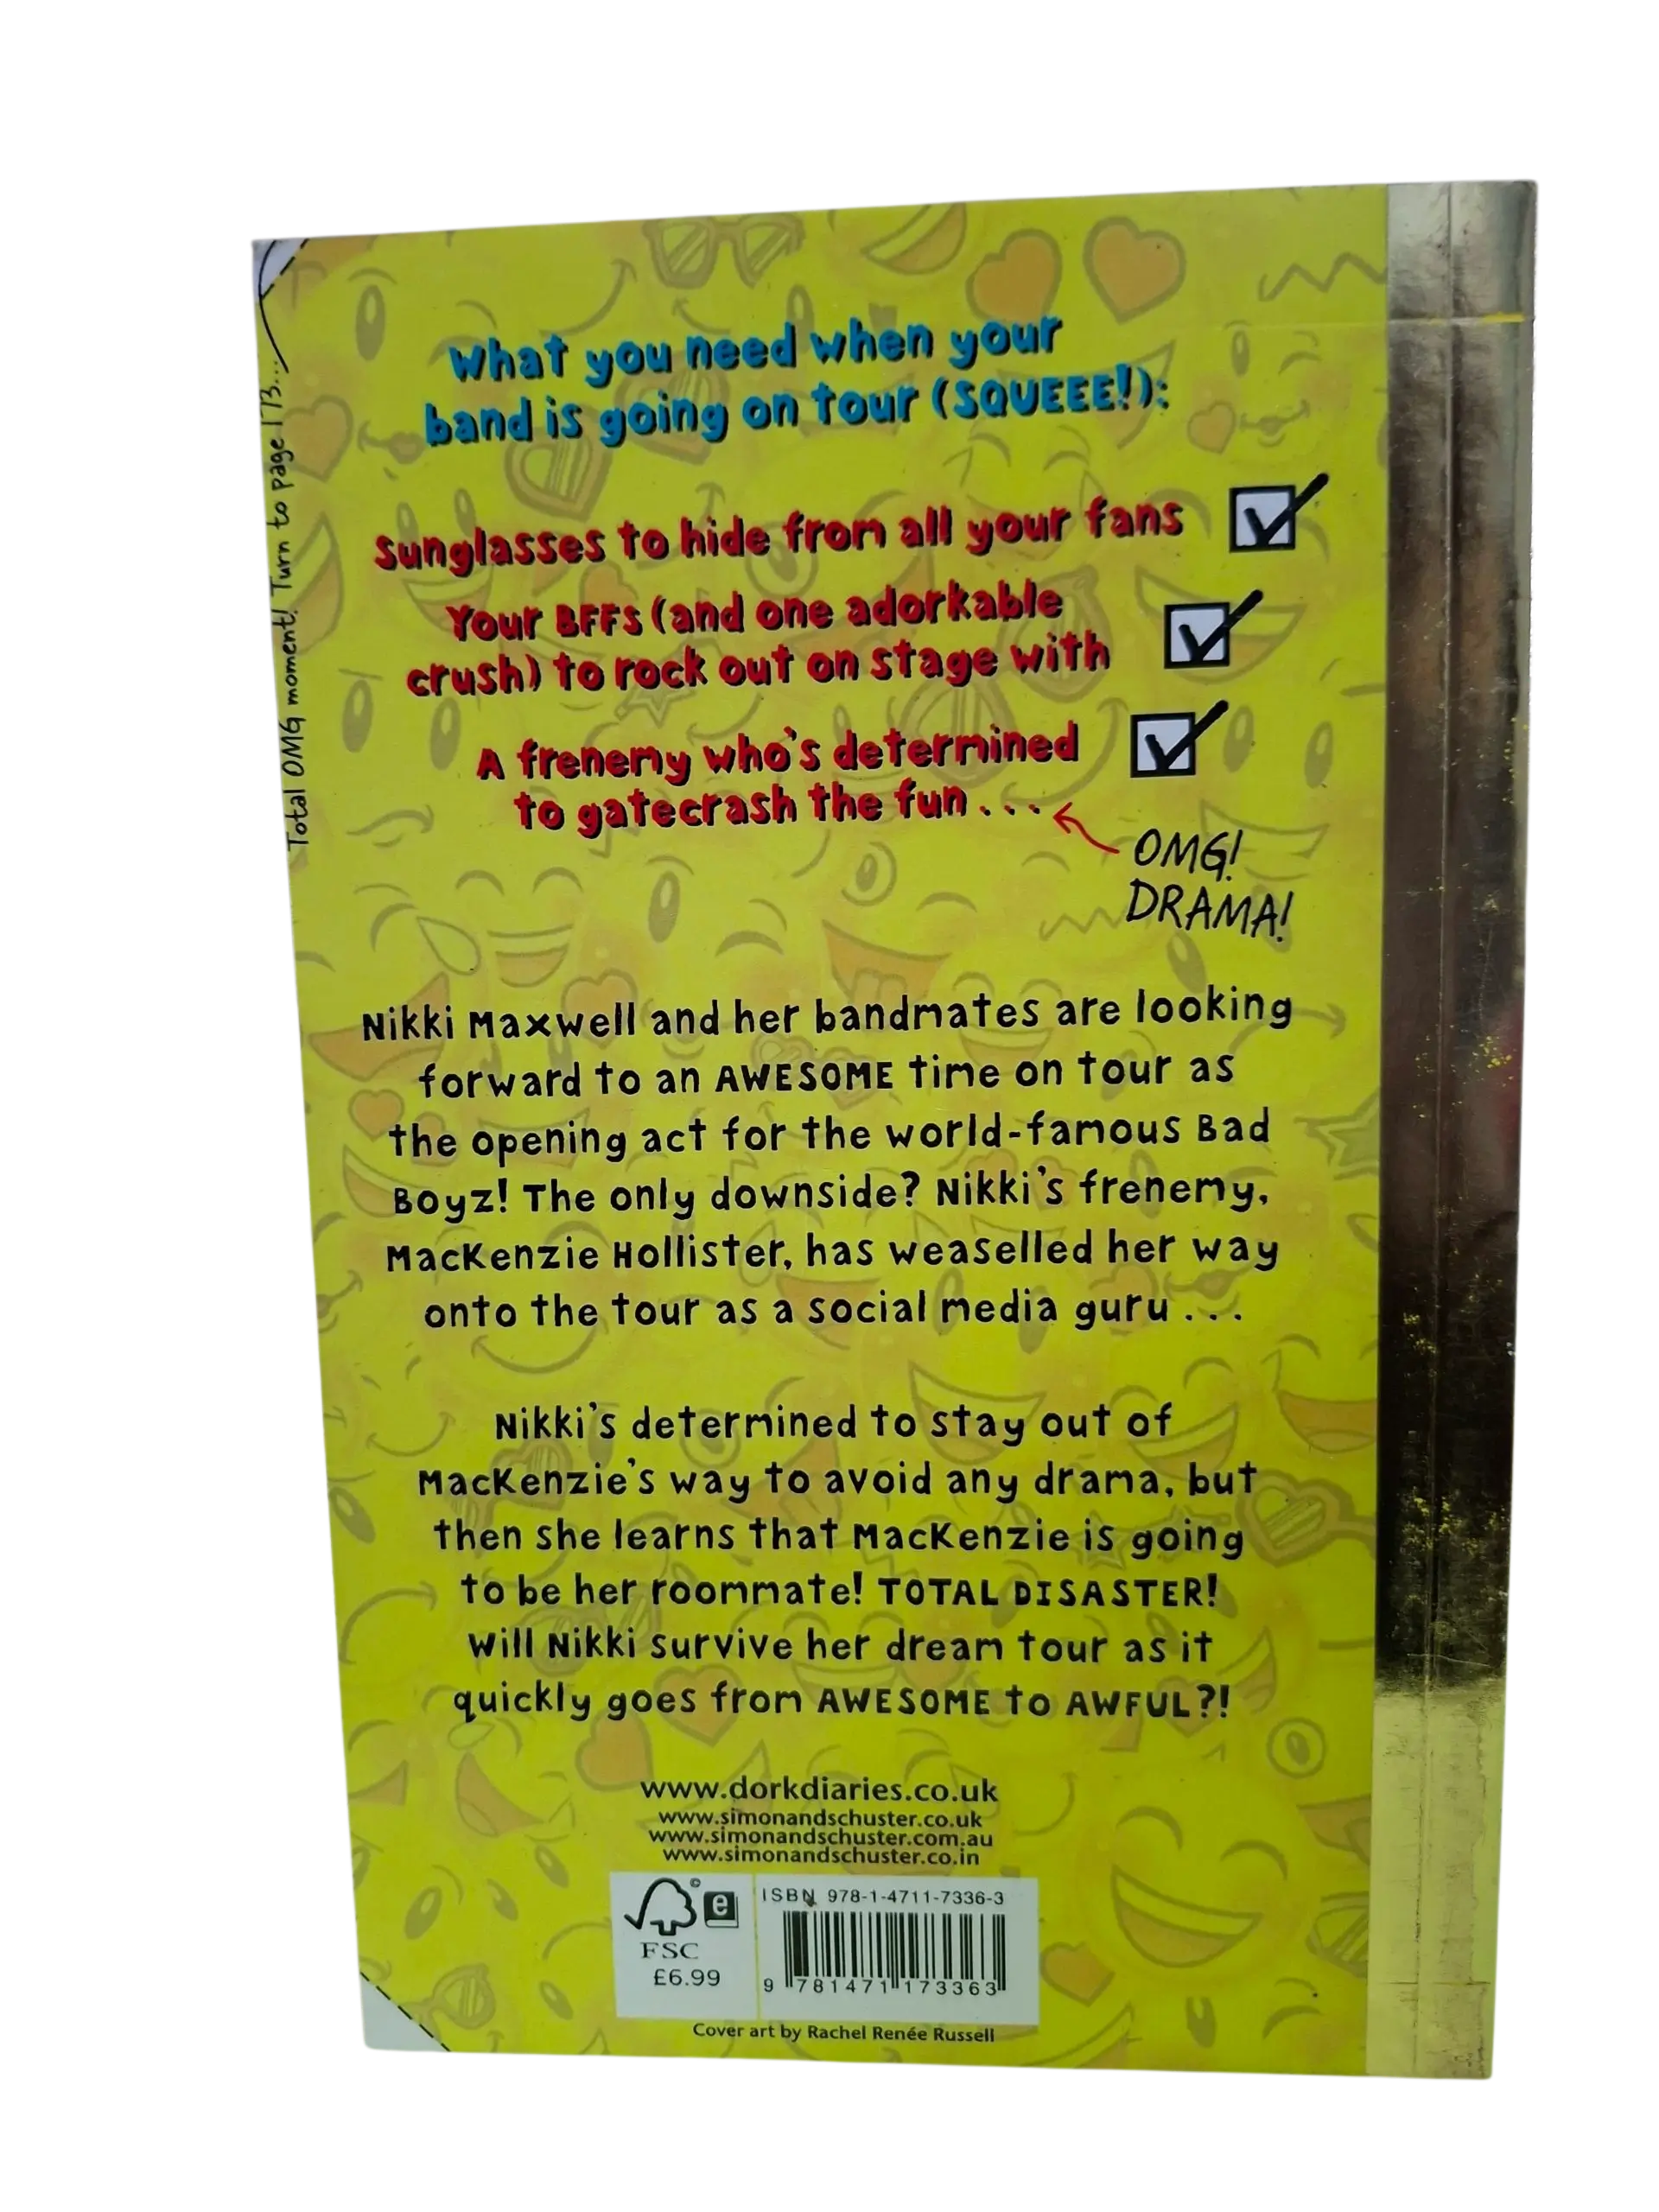 Total OMG moment! Turn to page 173...
What you need when your
band is going on tour (SQUEEE!):
Sunglasses to hide from all your fans
Your BFFs (and one adorkable
crush) to rock out on stage with
A frenemy who's determined
to gatecrash the fun...
OMG!
DRAMA!
Nikki Maxwell and her bandmates are looking
forward to an AWESOME time on tour as
the opening act for the world-famous Bad
Boyz! The only downside? Nikki's frenemy,
MacKenzie Hollister, has weaselled her way
onto the tour as a social media guru...
Nikki's determined to stay out of
MacKenzie's way to avoid any drama, but
then she learns that MacKenzie is going
to be her roommate! TOTAL DISASTER!
Will Nikki survive her dream tour as it
quickly goes from AWESOME to AWFUL?!
www.dorkdiaries.co.uk
www.simonandschuster.co.uk
www.simonandschuster.com.au
www.simonandschuster.co.in
© e
FSC
£6.99
ISBN 978-1-4711-7336-3
9 781471 173363
Cover art by Rachel Renée Russell